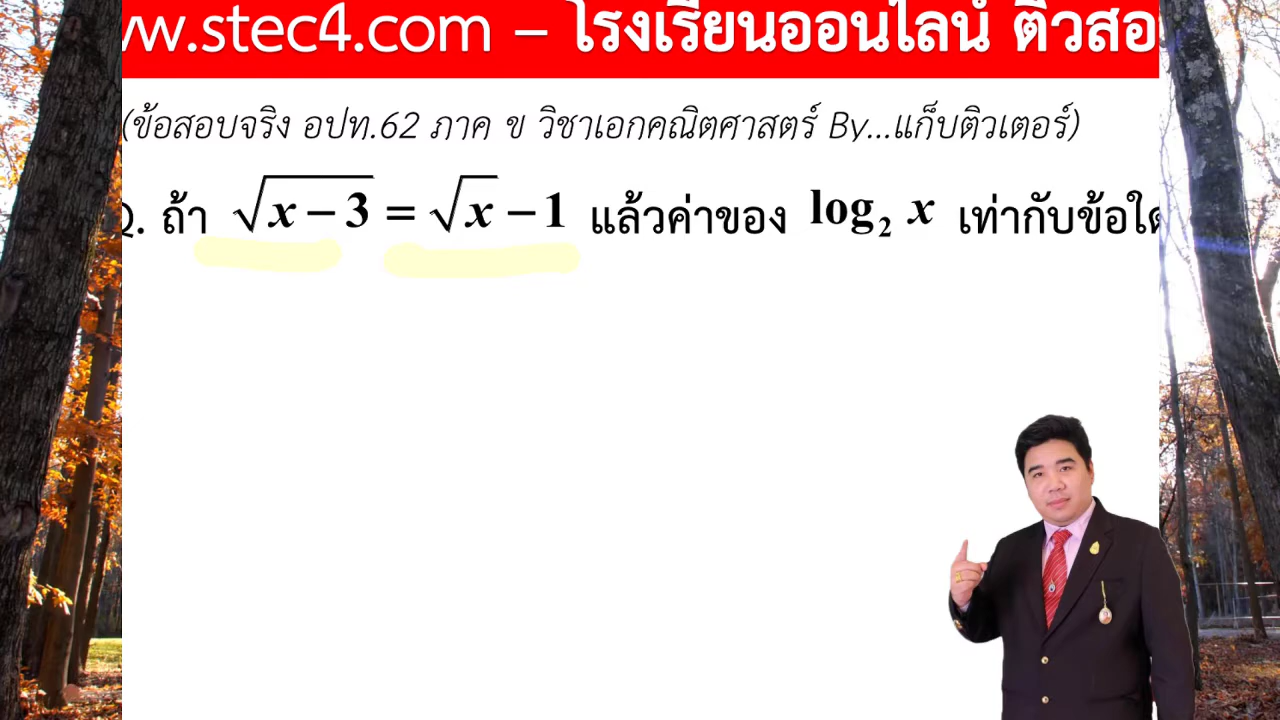 ww.stec4.com – โรงเรียนออนไลน์ ติวสอ
(ข้อสอบจริง อปท.62 ภาค ข วิชาเอกคณิตศาสตร์ By...แก็บติวเตอร์)
Q. ถ้า √(x − 3) = √x − 1 แล้วค่าของ log₂ x เท่ากับข้อใด